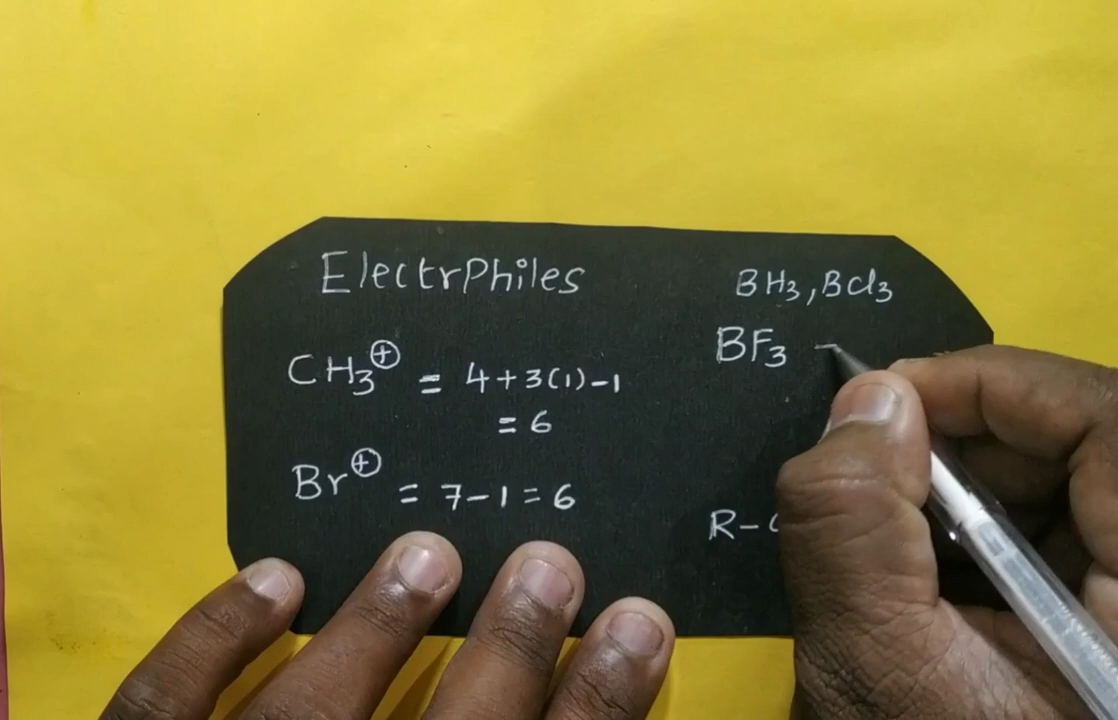 ElectrPhiles
CH₃⊕ = 4+3(1)-1
= 6
Br⊕ = 7-1=6
BH₃, BCl₃
BF₃
R-